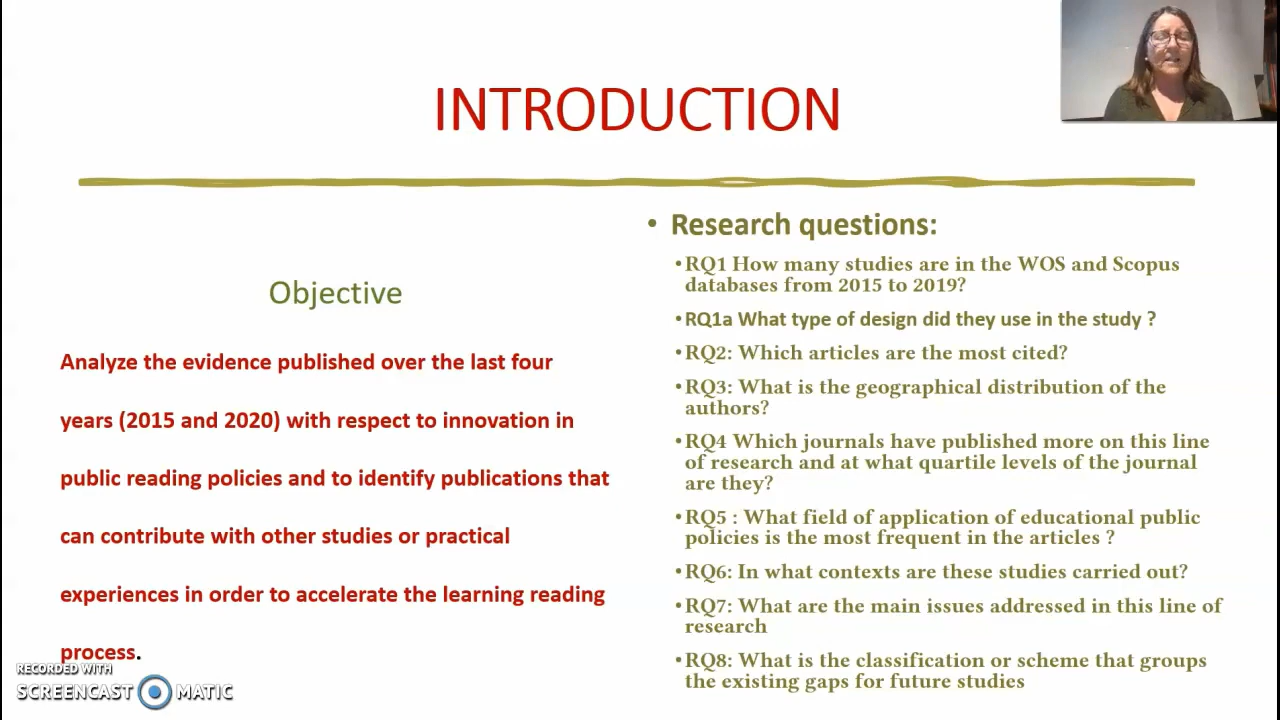 INTRODUCTION
Objective
Analyze the evidence published over the last four
years (2015 and 2020) with respect to innovation in
public reading policies and to identify publications that
can contribute with other studies or practical
experiences in order to accelerate the learning reading
process.
• Research questions:
•RQ1 How many studies are in the WOS and Scopus
databases from 2015 to 2019?
•RQ1a What type of design did they use in the study ?
•RQ2: Which articles are the most cited?
•RQ3: What is the geographical distribution of the
authors?
•RQ4 Which journals have published more on this line
of research and at what quartile levels of the journal
are they?
•RQ5 : What field of application of educational public
policies is the most frequent in the articles ?
•RQ6: In what contexts are these studies carried out?
•RQ7: What are the main issues addressed in this line of
research
•RQ8: What is the classification or scheme that groups
the existing gaps for future studies
RECORDED WITH
SCREENCAST MATIC